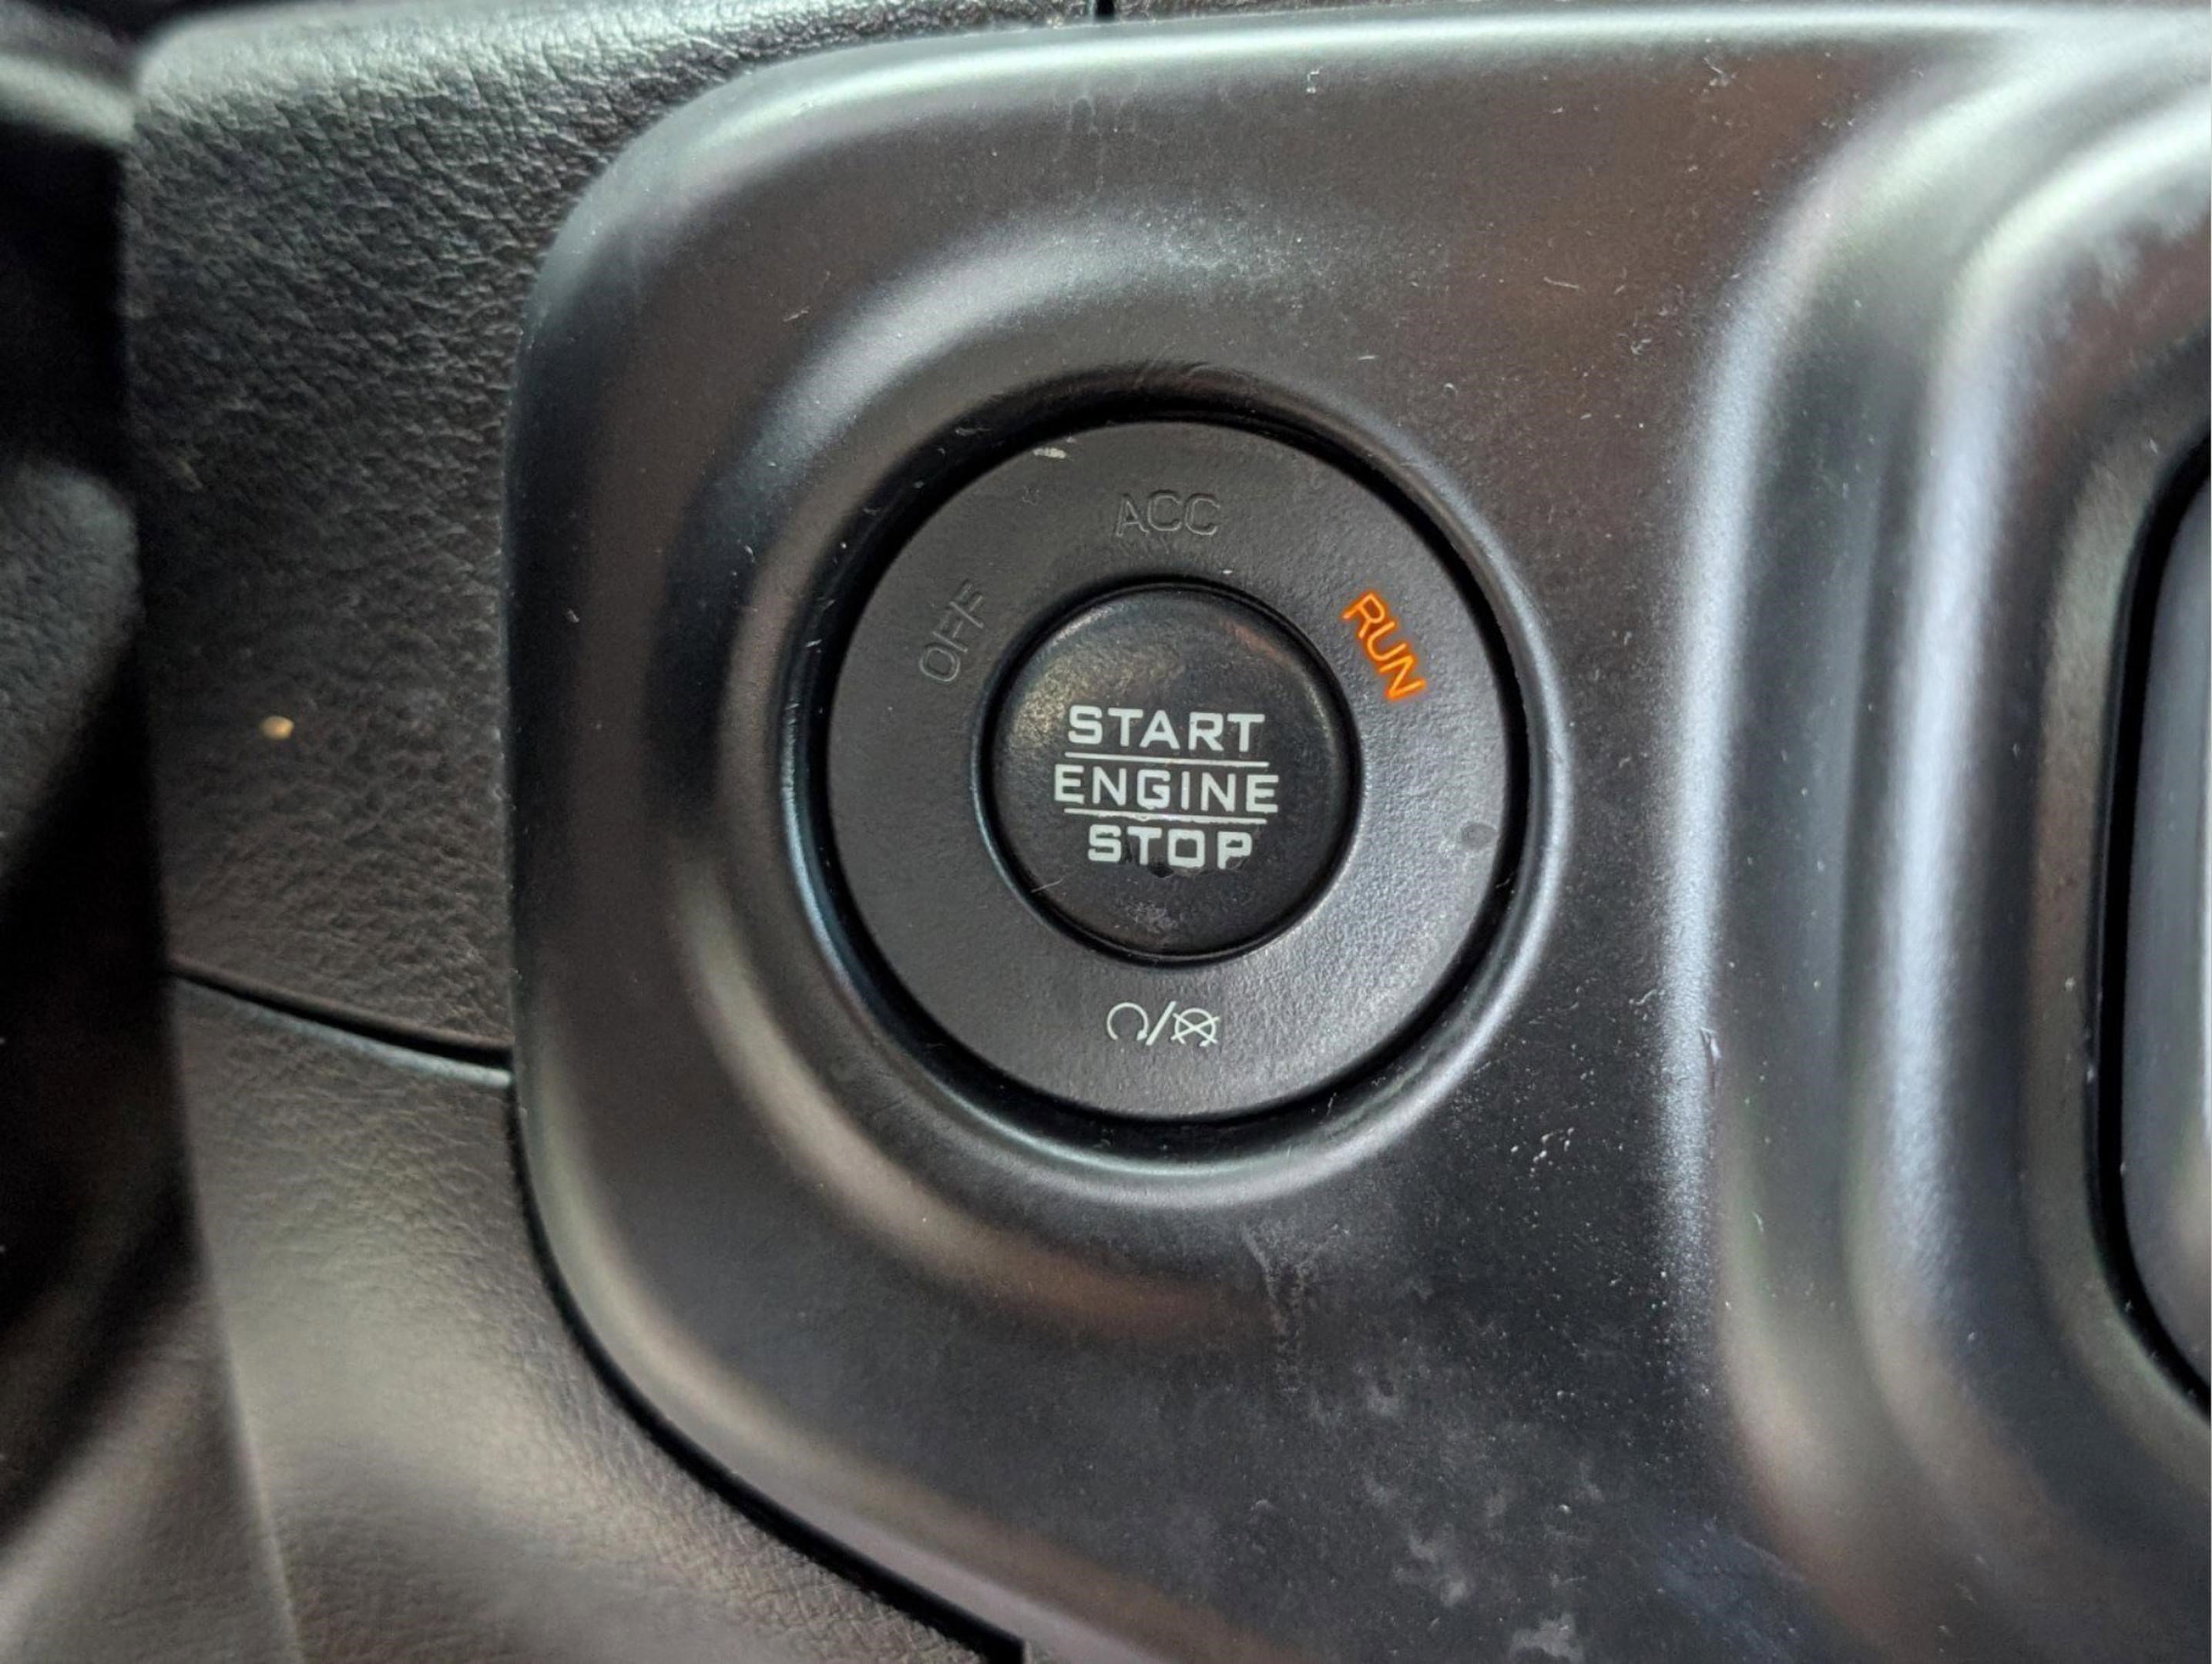 ACC
OFF
RUN
START
ENGINE
STOP